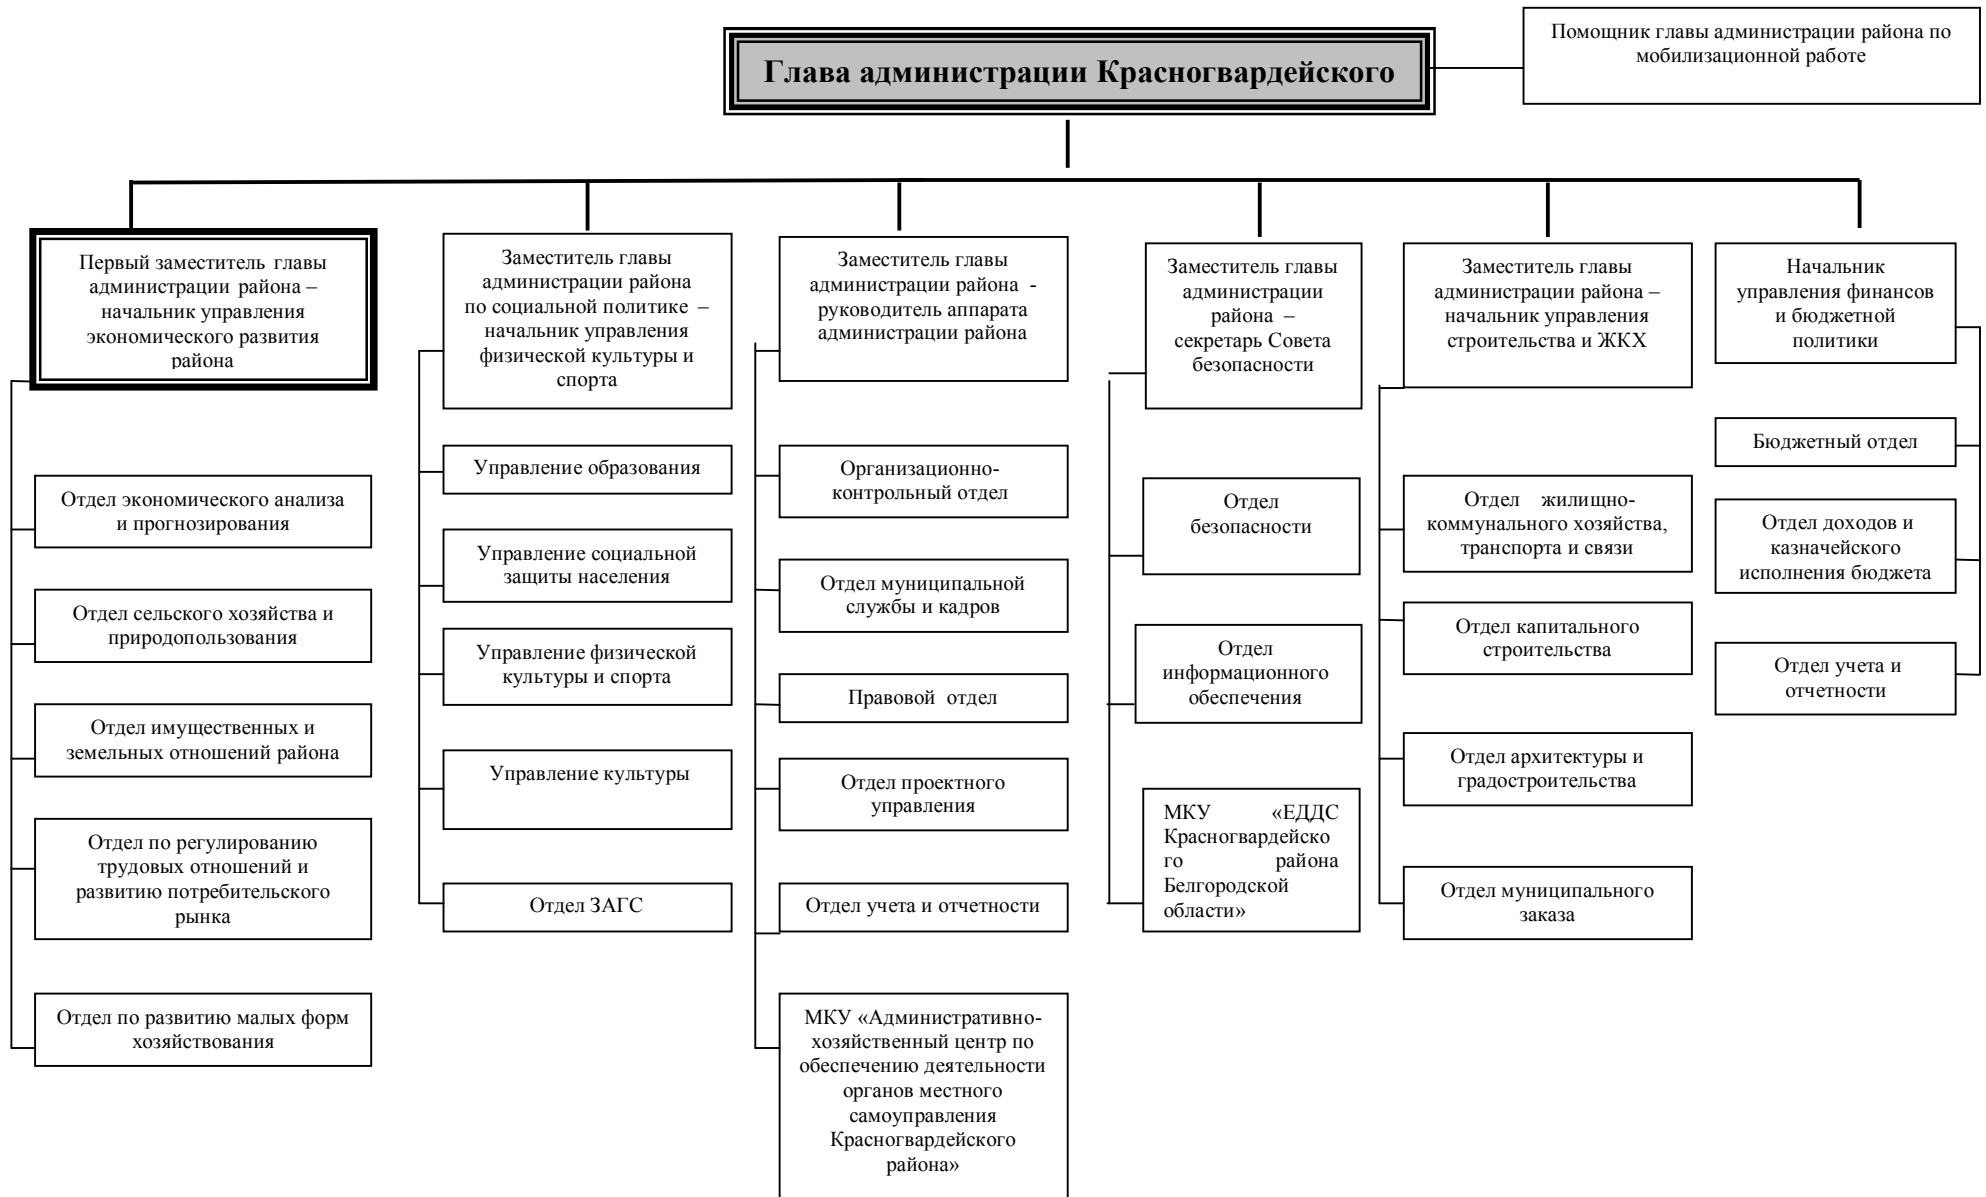 Глава администрации Красногвардейского
Помощник главы администрации района по
мобилизационной работе
Первый заместитель главы
администрации района –
начальник управления
экономического развития
района
Отдел экономического анализа
и прогнозирования
Отдел сельского хозяйства и
природопользования
Отдел имущественных и
земельных отношений района
Отдел по регулированию
трудовых отношений и
развитию потребительского
рынка
Отдел по развитию малых форм
хозяйствования
Заместитель главы
администрации района
по социальной политике –
начальник управления
физической культуры и
спорта
Управление образования
Управление социальной
защиты населения
Управление физической
культуры и спорта
Управление культуры
Отдел ЗАГС
Заместитель главы
администрации района -
руководитель аппарата
администрации района
Организационно-
контрольный отдел
Отдел муниципальной
службы и кадров
Правовой отдел
Отдел проектного
управления
Отдел учета и отчетности
МКУ «Административно-
хозяйственный центр по
обеспечению деятельности
органов местного
самоуправления
Красногвардейского
района»
Заместитель главы
администрации
района –
секретарь Совета
безопасности
Отдел
безопасности
Отдел
информационного
обеспечения
МКУ «ЕДДС
Красногвардейско
го района
Белгородской
области»
Заместитель главы
администрации района –
начальник управления
строительства и ЖКХ
Отдел жилищно-
коммунального хозяйства,
транспорта и связи
Отдел капитального
строительства
Отдел архитектуры и
градостроительства
Отдел муниципального
заказа
Начальник
управления финансов
и бюджетной
политики
Бюджетный отдел
Отдел доходов и
казначейского
исполнения бюджета
Отдел учета и
отчетности